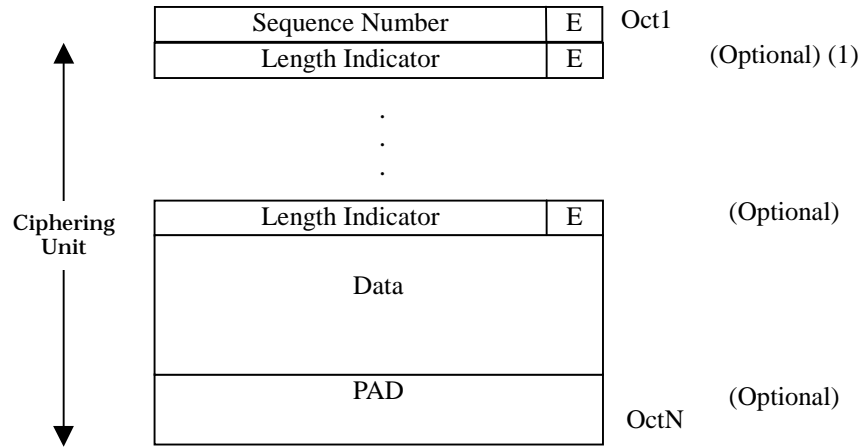 Sequence Number E Oct1
Length Indicator E (Optional) (1)
.
.
.
Length Indicator E (Optional)
Ciphering
Unit
Data
PAD (Optional)
OctN